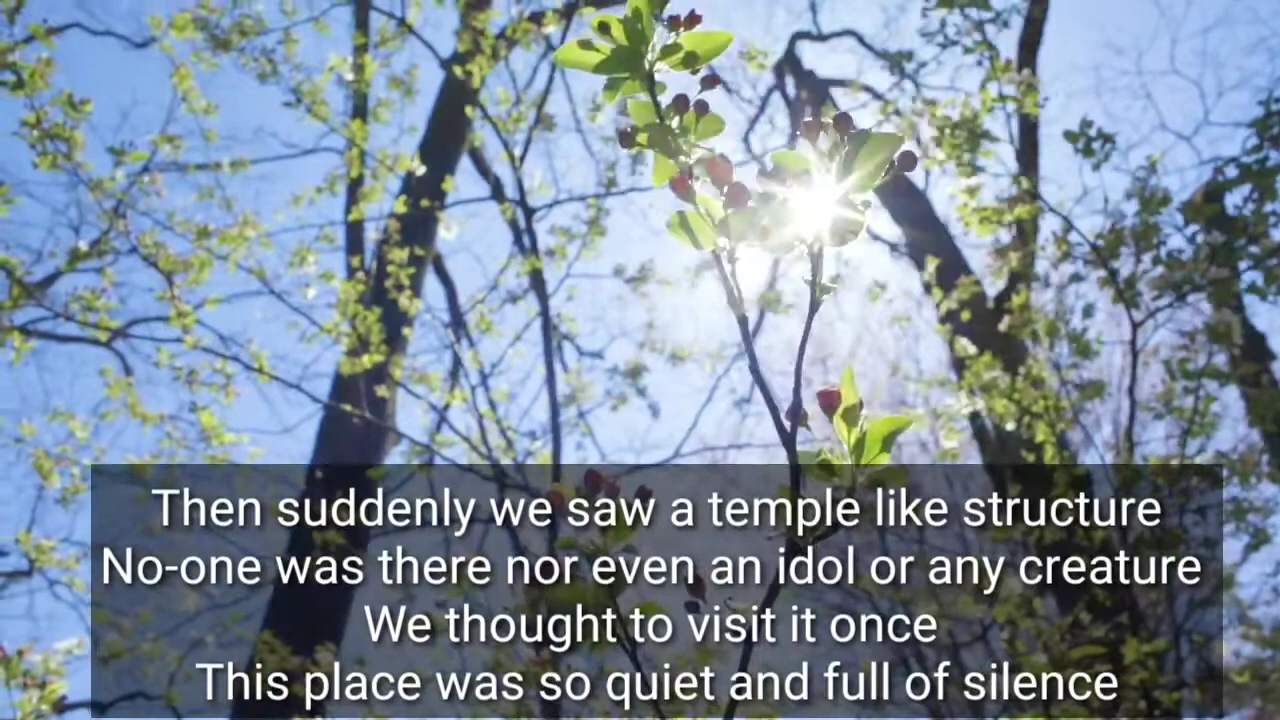 Then suddenly we saw a temple like structure
No-one was there nor even an idol or any creature
We thought to visit it once
This place was so quiet and full of silence